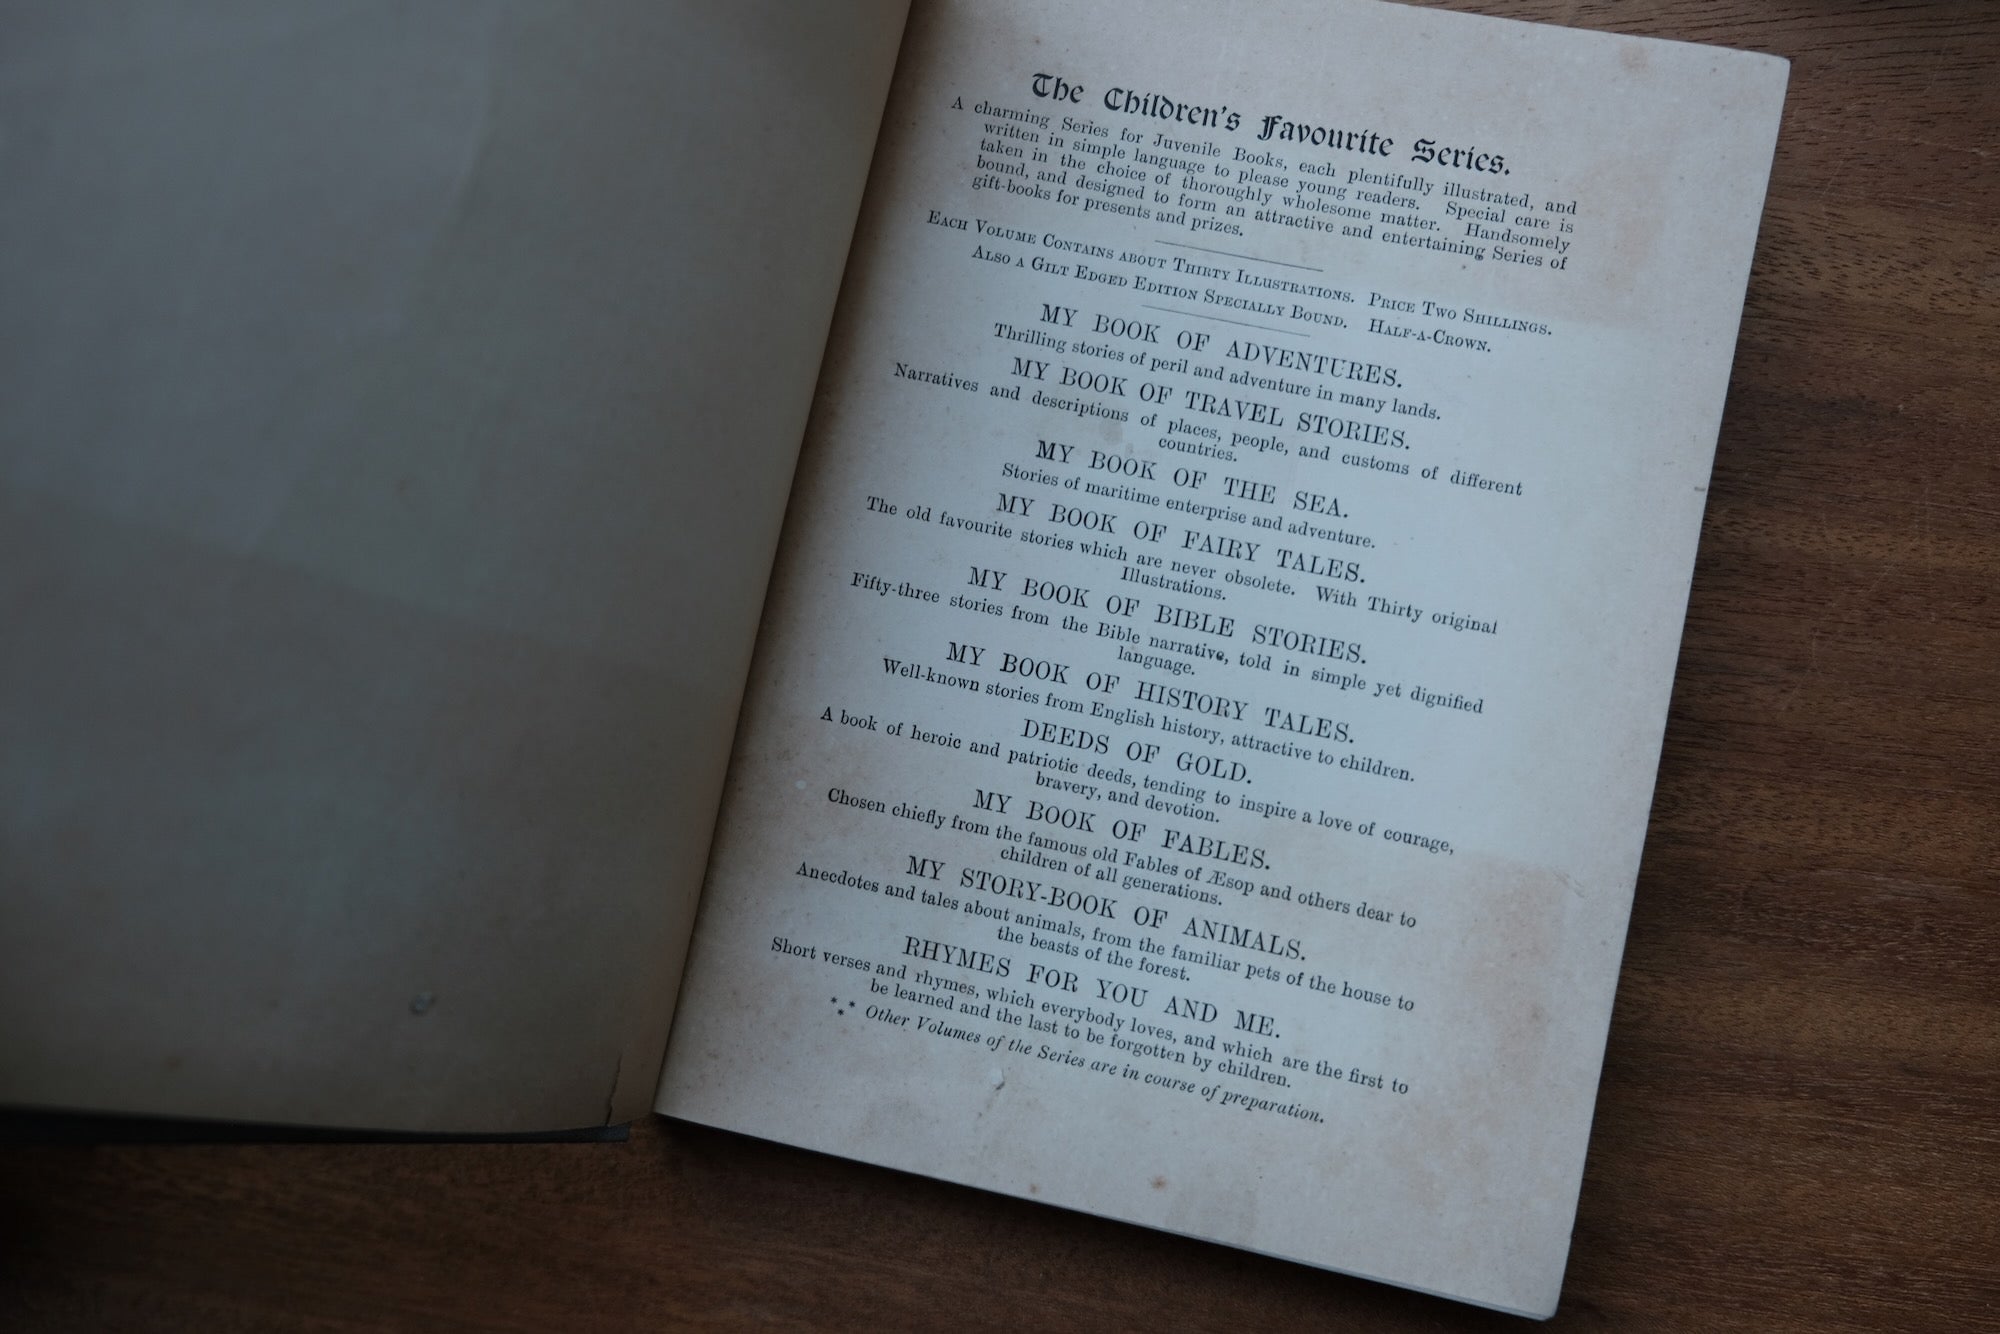 The Children's Favourite Series.
A charming Series for Juvenile Books, each plentifully illustrated, and
written in simple language to please young readers. Special care is
taken in the choice of thoroughly wholesome matter. Handsomely
bound, and designed to form an attractive and entertaining Series of
gift-books for presents and prizes.
Each Volume Contains about Thirty Illustrations. Price Two Shillings.
Also a Gilt Edged Edition Specially Bound. Half-a-Crown.
MY BOOK OF ADVENTURES.
Thrilling stories of peril and adventure in many lands.
MY BOOK OF TRAVEL STORIES.
Narratives and descriptions of places, people, and customs of different
countries.
MY BOOK OF THE SEA.
Stories of maritime enterprise and adventure.
MY BOOK OF FAIRY TALES.
The old favourite stories which are never obsolete. With Thirty original
Illustrations.
MY BOOK OF BIBLE STORIES.
Fifty-three stories from the Bible narrative, told in simple yet dignified
language.
MY BOOK OF HISTORY TALES.
Well-known stories from English history, attractive to children.
DEEDS OF GOLD.
A book of heroic and patriotic deeds, tending to inspire a love of courage,
bravery, and devotion.
MY BOOK OF FABLES.
Chosen chiefly from the famous old Fables of Æsop and others dear to
children of all generations.
MY STORY-BOOK OF ANIMALS.
Anecdotes and tales about animals, from the familiar pets of the house to
the beasts of the forest.
RHYMES FOR YOU AND ME.
Short verses and rhymes, which everybody loves, and which are the first to
be learned and the last to be forgotten by children.
*** Other Volumes of the Series are in course of preparation.